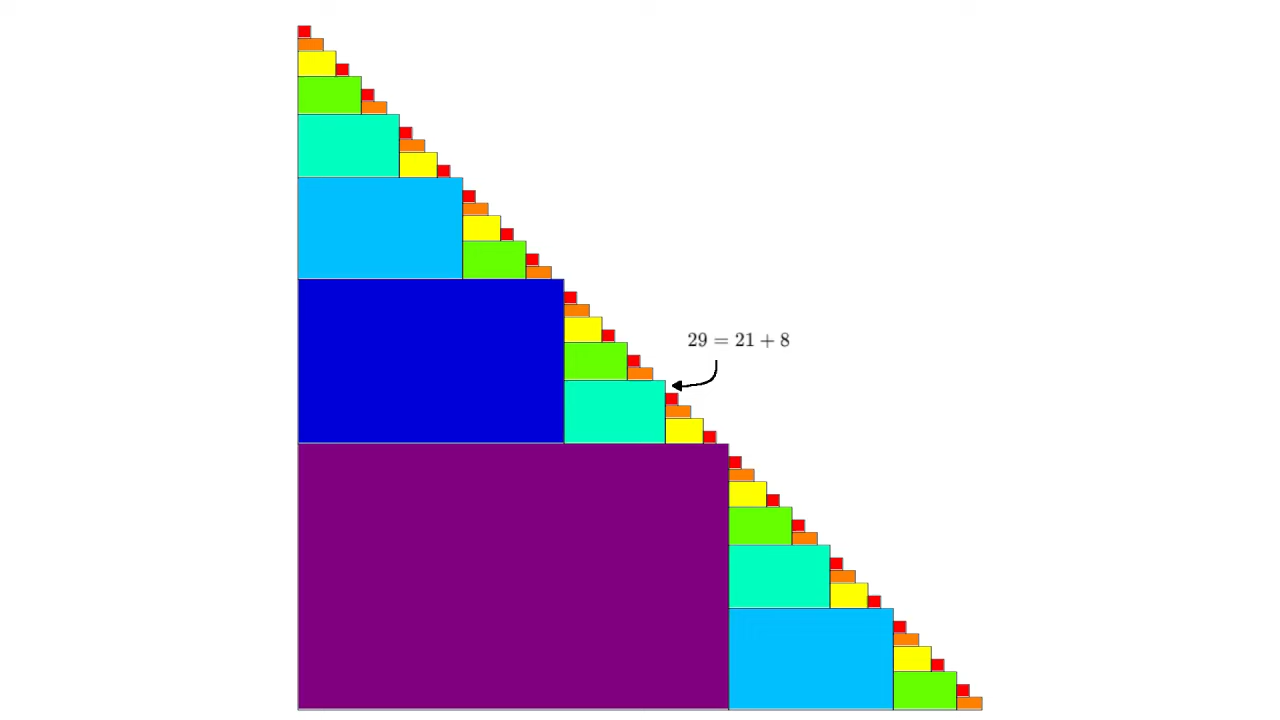 29 = 21 + 8